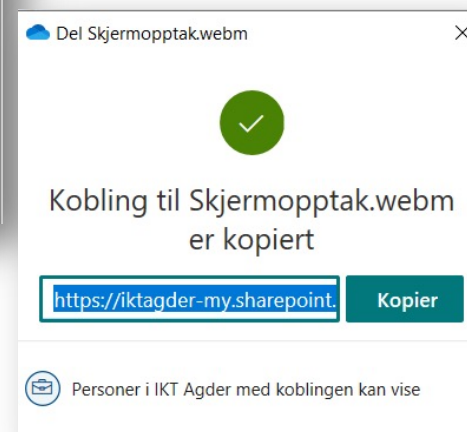 Del Skjermopptak.webm
Kobling til Skjermopptak.webm
er kopiert
https://iktagder-my.sharepoint.
Kopier
Personer i IKT Agder med koblingen kan vise